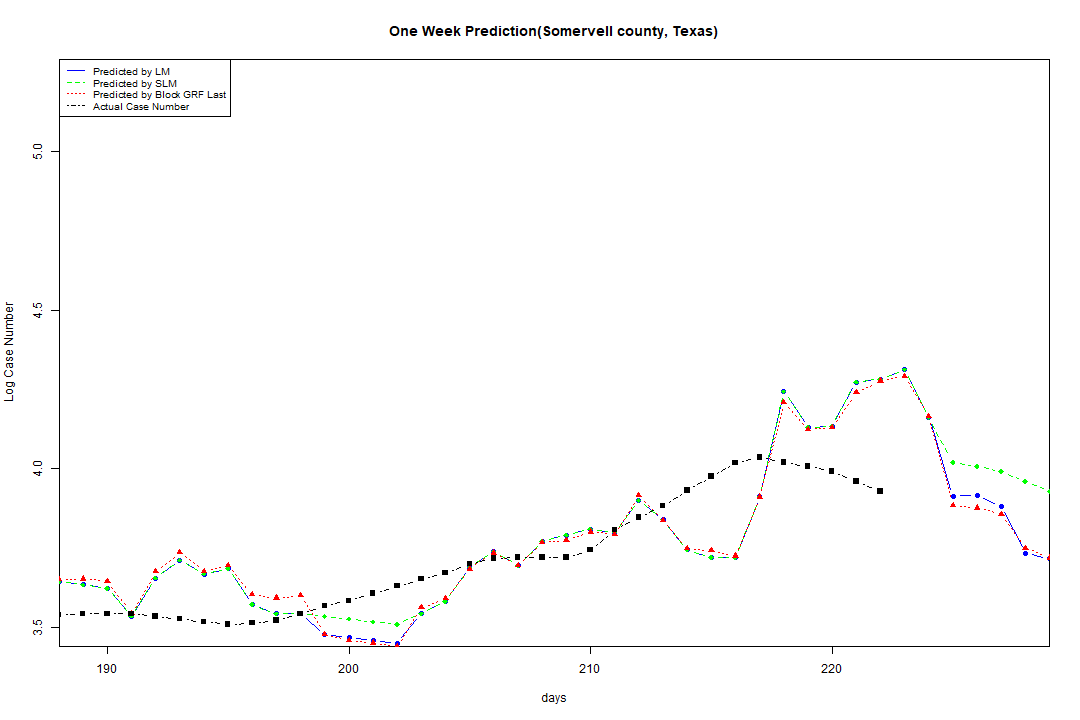 One Week Prediction(Somervell county, Texas)
Predicted by LM
Predicted by SLM
Predicted by Block GRF Last
Actual Case Number
5.0
4.5
4.0
3.5
Log Case Number
190
200
210
220
days